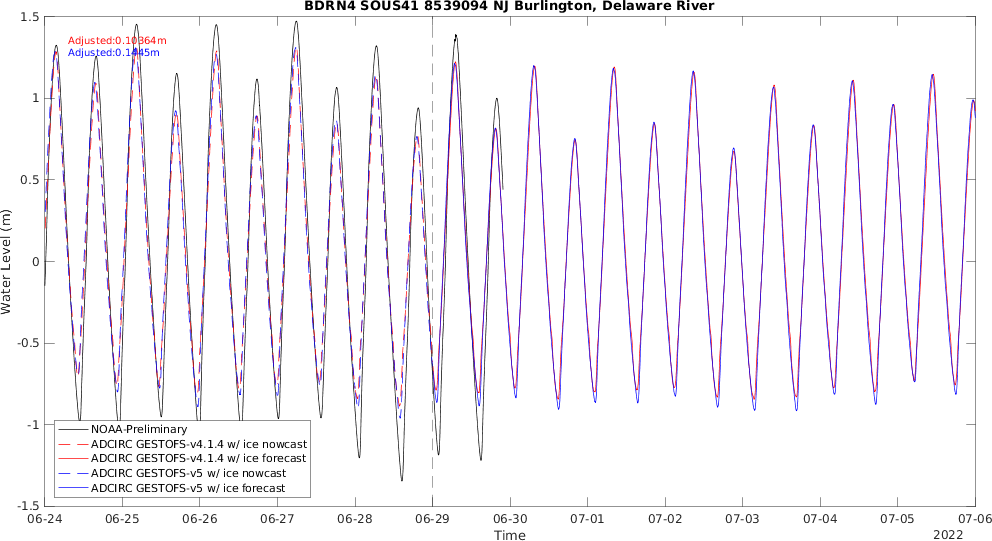 BDRN4 SOUS41 8539094 NJ Burlington, Delaware River
1.5
Adjusted:0.10364m
Adjusted:0.1445m
1
0.5
0
-0.5
-1
-1.5
Water Level (m)
NOAA-Preliminary
ADCIRC GESTOFS-v4.1.4 w/ ice nowcast
ADCIRC GESTOFS-v4.1.4 w/ ice forecast
ADCIRC GESTOFS-v5 w/ ice nowcast
ADCIRC GESTOFS-v5 w/ ice forecast
06-24 06-25 06-26 06-27 06-28 06-29 06-30 07-01 07-02 07-03 07-04 07-05 07-06
Time
2022